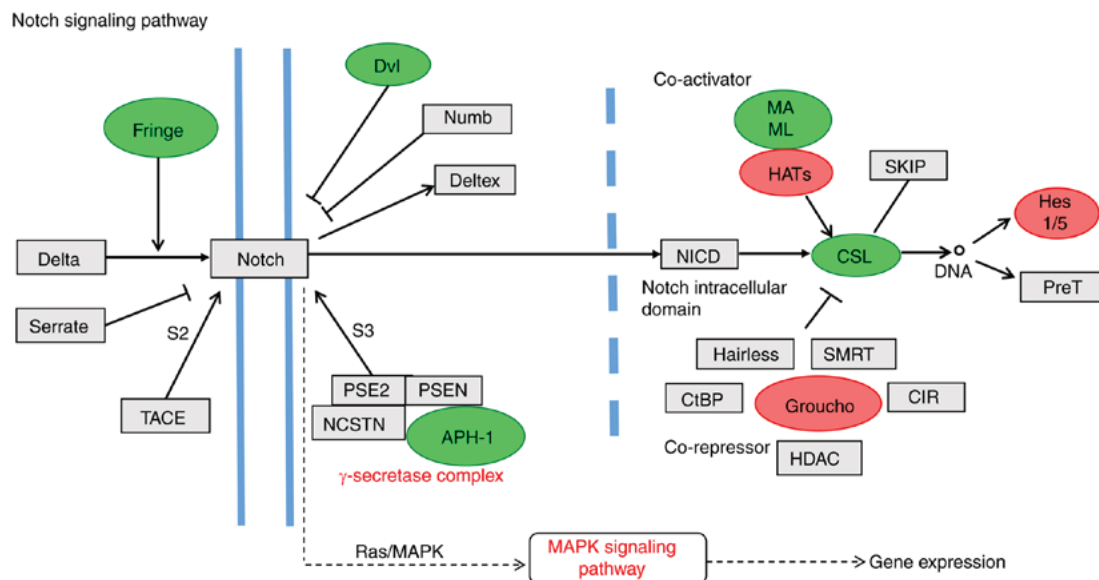 Notch signaling pathway
Dvl
Co-activator
MA
ML
Fringe
Numb
HATs
SKIP
Deltex
Hes
1/5
Delta
Notch
NICD
CSL
DNA
Notch intracellular
domain
PreT
Serrate
S2
S3
Hairless
SMRT
PSE2
PSEN
CtBP
Groucho
CIR
TACE
NCSTN
APH-1
Co-repressor
HDAC
γ-secretase complex
Ras/MAPK
MAPK signaling
pathway
Gene expression